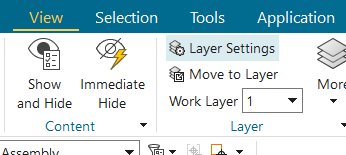 View Selection Tools Application
Show and Hide
Immediate Hide
Layer Settings
Move to Layer
Work Layer 1
More
Content
Layer
Assembly